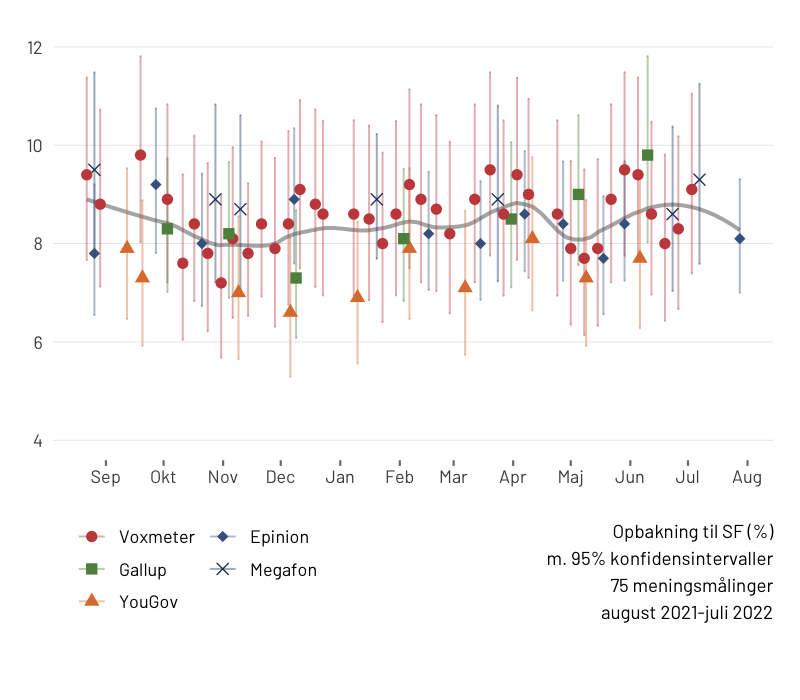 12
10
8
6
4
Sep Okt Nov Dec Jan Feb Mar Apr Maj Jun Jul Aug
Voxmeter Epinion
Gallup Megafon
YouGov
Opbakning til SF (%)
m. 95% konfidensintervaller
75 meningsmålinger
august 2021-juli 2022